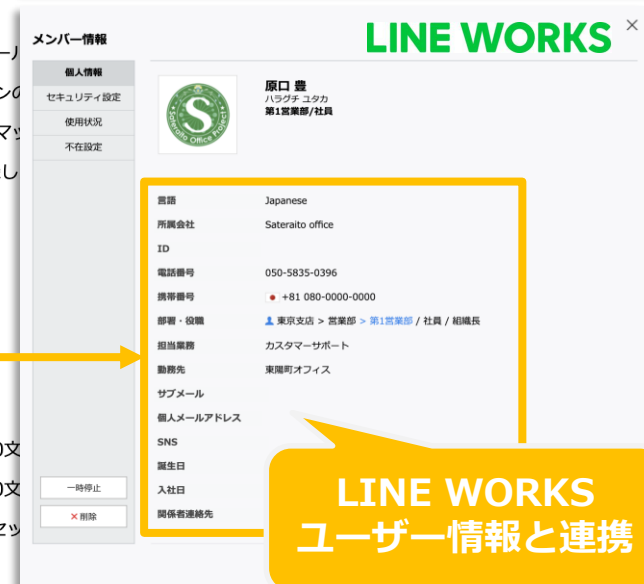 メンバー情報
LINE WORKS
×
個人情報
セキュリティ設定
使用状況
不在設定
原口 豊
ハラグチ ユタカ
第1営業部/社員
Sateraito Office Project
S
言語 Japanese
所属会社 Sateraito office
ID
電話番号 050-5835-0396
携帯番号 +81 080-0000-0000
部署・役職 東京支店 > 営業部 > 第1営業部 / 社員 / 組織長
担当業務 カスタマーサポート
勤務先 東陽町オフィス
サブメール
個人メールアドレス
SNS
誕生日
入社日
関係者連絡先
一時停止
×削除
LINE WORKS
ユーザー情報と連携